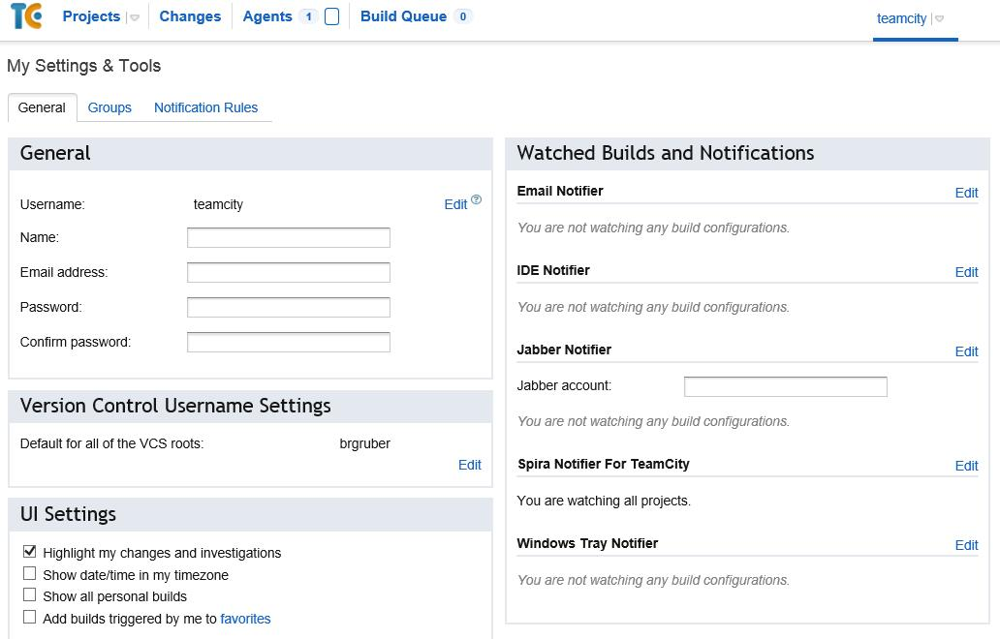 TC Projects Changes Agents 1 Build Queue 0 teamcity
My Settings & Tools
General Groups Notification Rules
General
Username: teamcity Edit ?
Name:
Email address:
Password:
Confirm password:
Version Control Username Settings
Default for all of the VCS roots: brgruber
Edit
UI Settings
Highlight my changes and investigations
Show date/time in my timezone
Show all personal builds
Add builds triggered by me to favorites
Watched Builds and Notifications
Email Notifier Edit
You are not watching any build configurations.
IDE Notifier Edit
You are not watching any build configurations.
Jabber Notifier Edit
Jabber account:
You are not watching any build configurations.
Spira Notifier For TeamCity Edit
You are watching all projects.
Windows Tray Notifier Edit
You are not watching any build configurations.